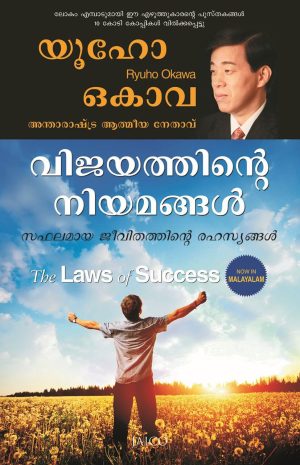 ലോകം എമ്പാടുമായി ഈ എഴുത്തുകാരന്റെ പുസ്തകങ്ങൾ
10 കോടി കോപ്പികൾ വിൽക്കപ്പെട്ടു
യൂഹോ
Ryuho Okawa
ഒകാവ
അന്താരാഷ്ട്ര ആത്മീയ നേതാവ്
വിജയത്തിന്റെ
നിയമങ്ങൾ
സഫലമായ ജീവിതത്തിന്റെ രഹസ്യങ്ങൾ
The Laws of Success
NOW IN
MALAYALAM
JAICO